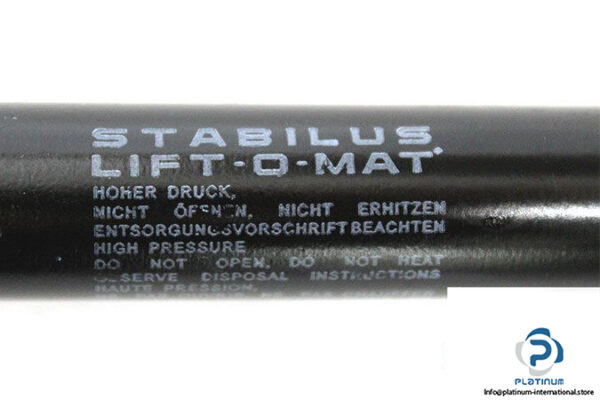 STABILUS
LIFT-O-MAT
HOHER DRUCK,
NICHT ÖFFNEN, NICHT ERHITZEN
ENTSORGUNGSVORSCHRIFT BEACHTEN
HIGH PRESSURE
DO NOT OPEN, DO NOT HEAT
OBSERVE DISPOSAL INSTRUCTIONS
HAUTE PRESSION,
PLATINUM
Info@platinum-international.store